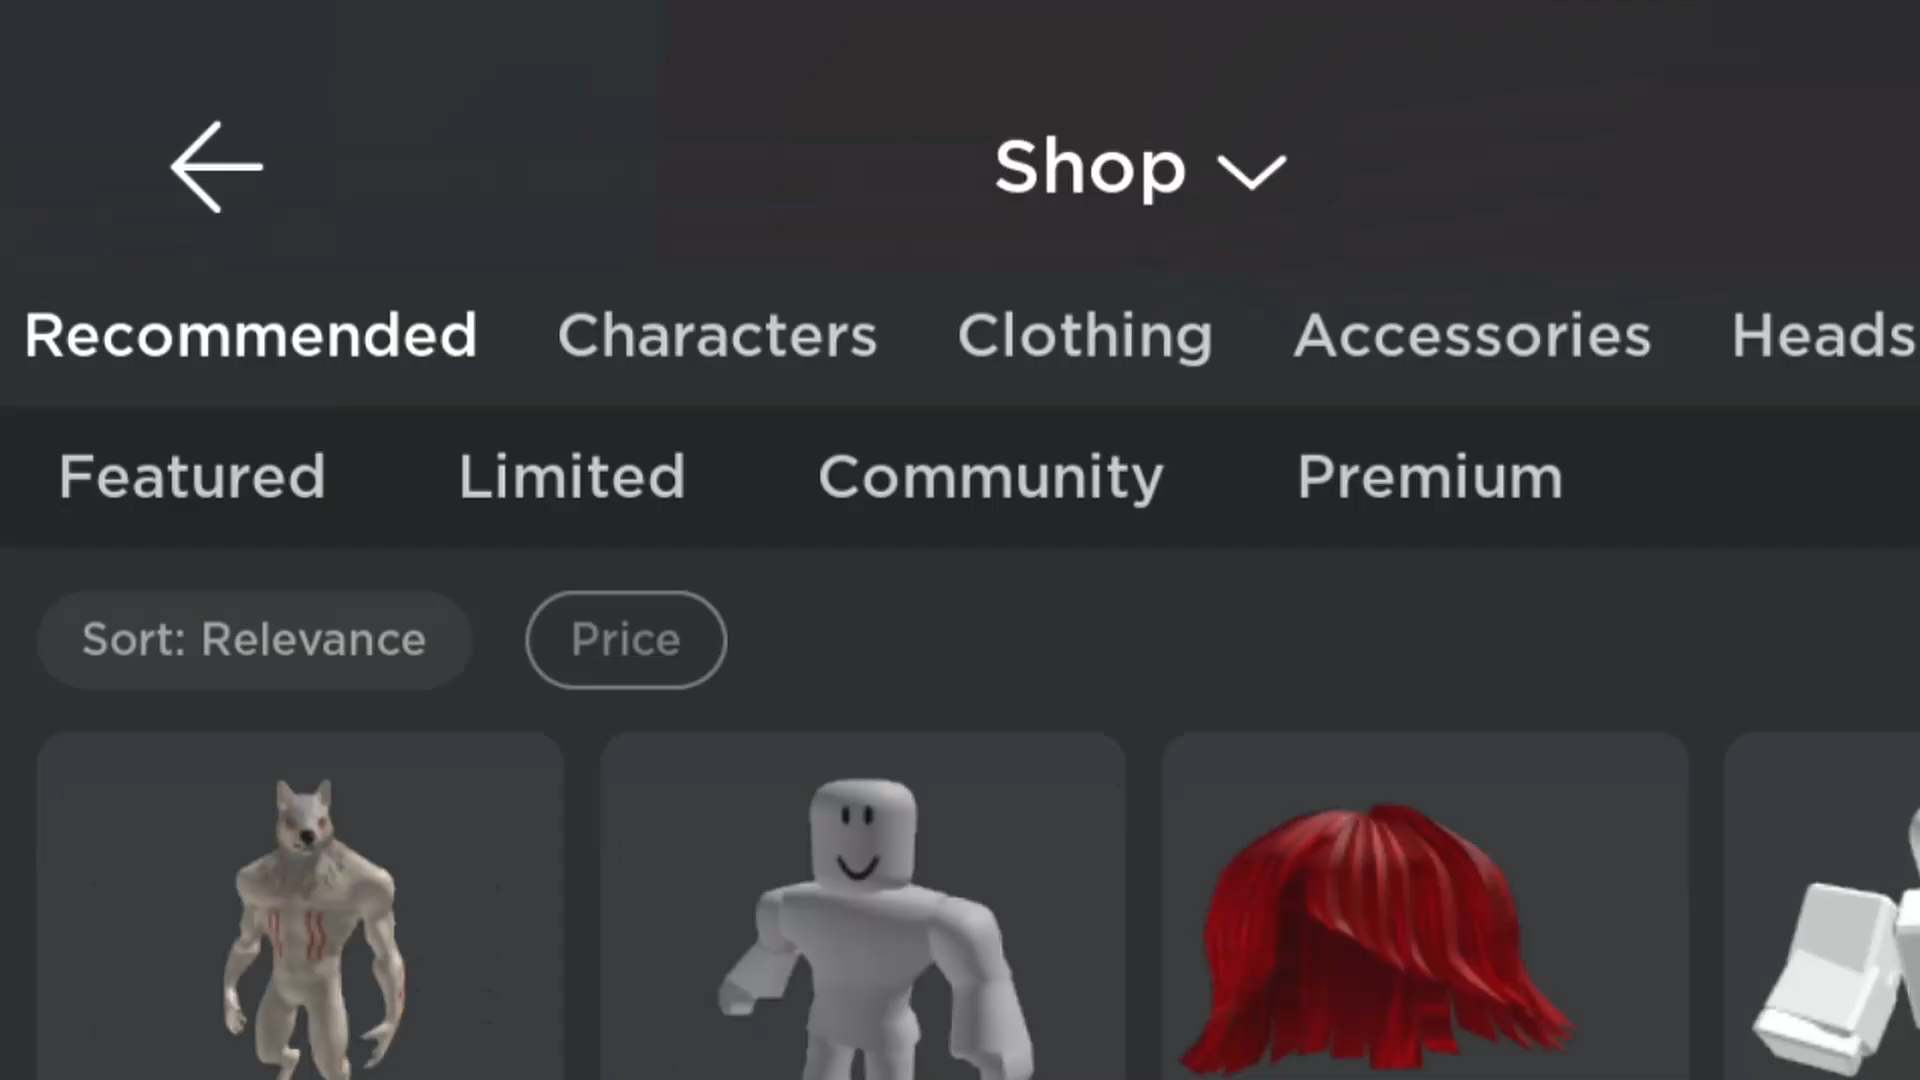 Shop
Recommended Characters Clothing Accessories Heads
Featured Limited Community Premium
Sort: Relevance Price